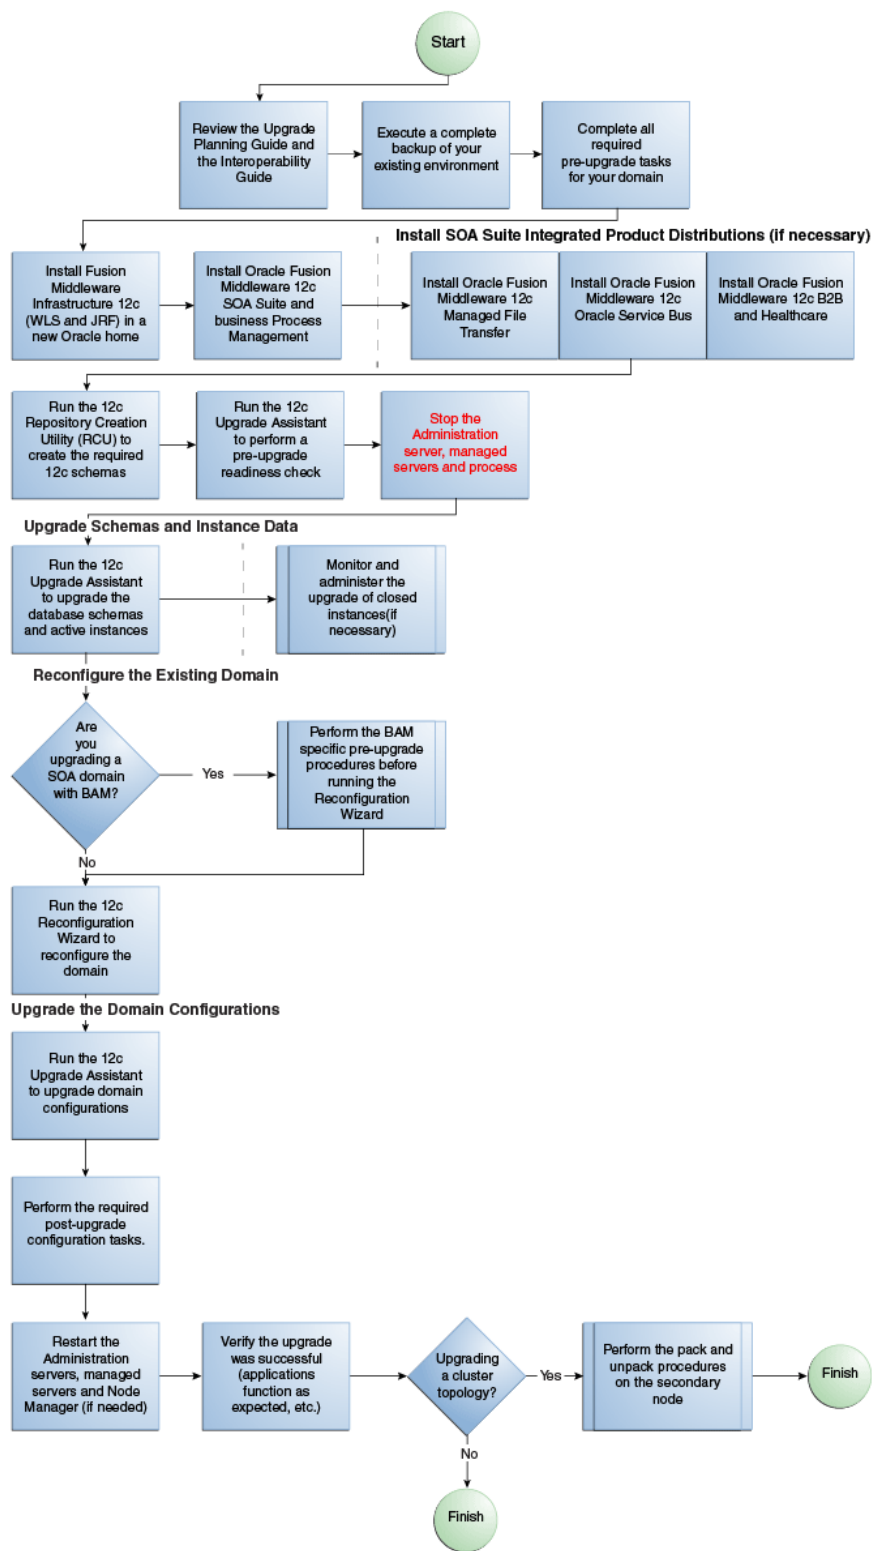 Start
Review the Upgrade
Planning Guide and
the Interoperability
Guide
Execute a complete
backup of your
existing environment
Complete all
required
pre-upgrade tasks
for your domain
Install SOA Suite Integrated Product Distributions (if necessary)
Install Fusion
Middleware
Infrastructure 12c
(WLS and JRF) in a
new Oracle home
Install Oracle Fusion
Middleware 12c
SOA Suite and
business Process
Management
Install Oracle Fusion
Middleware 12c
Managed File
Transfer
Install Oracle Fusion
Middleware 12c
Oracle Service Bus
Install Oracle Fusion
Middleware 12c B2B
and Healthcare
Run the 12c
Repository Creation
Utility (RCU) to
create the required
12c schemas
Run the 12c
Upgrade Assistant
to perform a
pre-upgrade
readiness check
Stop the
Administration
server, managed
servers and process
Upgrade Schemas and Instance Data
Run the 12c
Upgrade Assistant
to upgrade the
database schemas
and active instances
Monitor and
administer the
upgrade of closed
instances(if
necessary)
Reconfigure the Existing Domain
Are
you
upgrading a
SOA domain
with BAM?
Yes
Perform the BAM
specific pre-upgrade
procedures before
running the
Reconfiguration
Wizard
No
Run the 12c
Reconfiguration
Wizard to
reconfigure the
domain
Upgrade the Domain Configurations
Run the 12c
Upgrade Assistant
to upgrade domain
configurations
Perform the required
post-upgrade
configuration tasks.
Restart the
Administration
servers, managed
servers and Node
Manager (if needed)
Verify the upgrade
was successful
(applications
function as
expected, etc.)
Upgrading
a cluster
topology?
Yes
Perform the pack and
unpack procedures
on the secondary
node
Finish
No
Finish